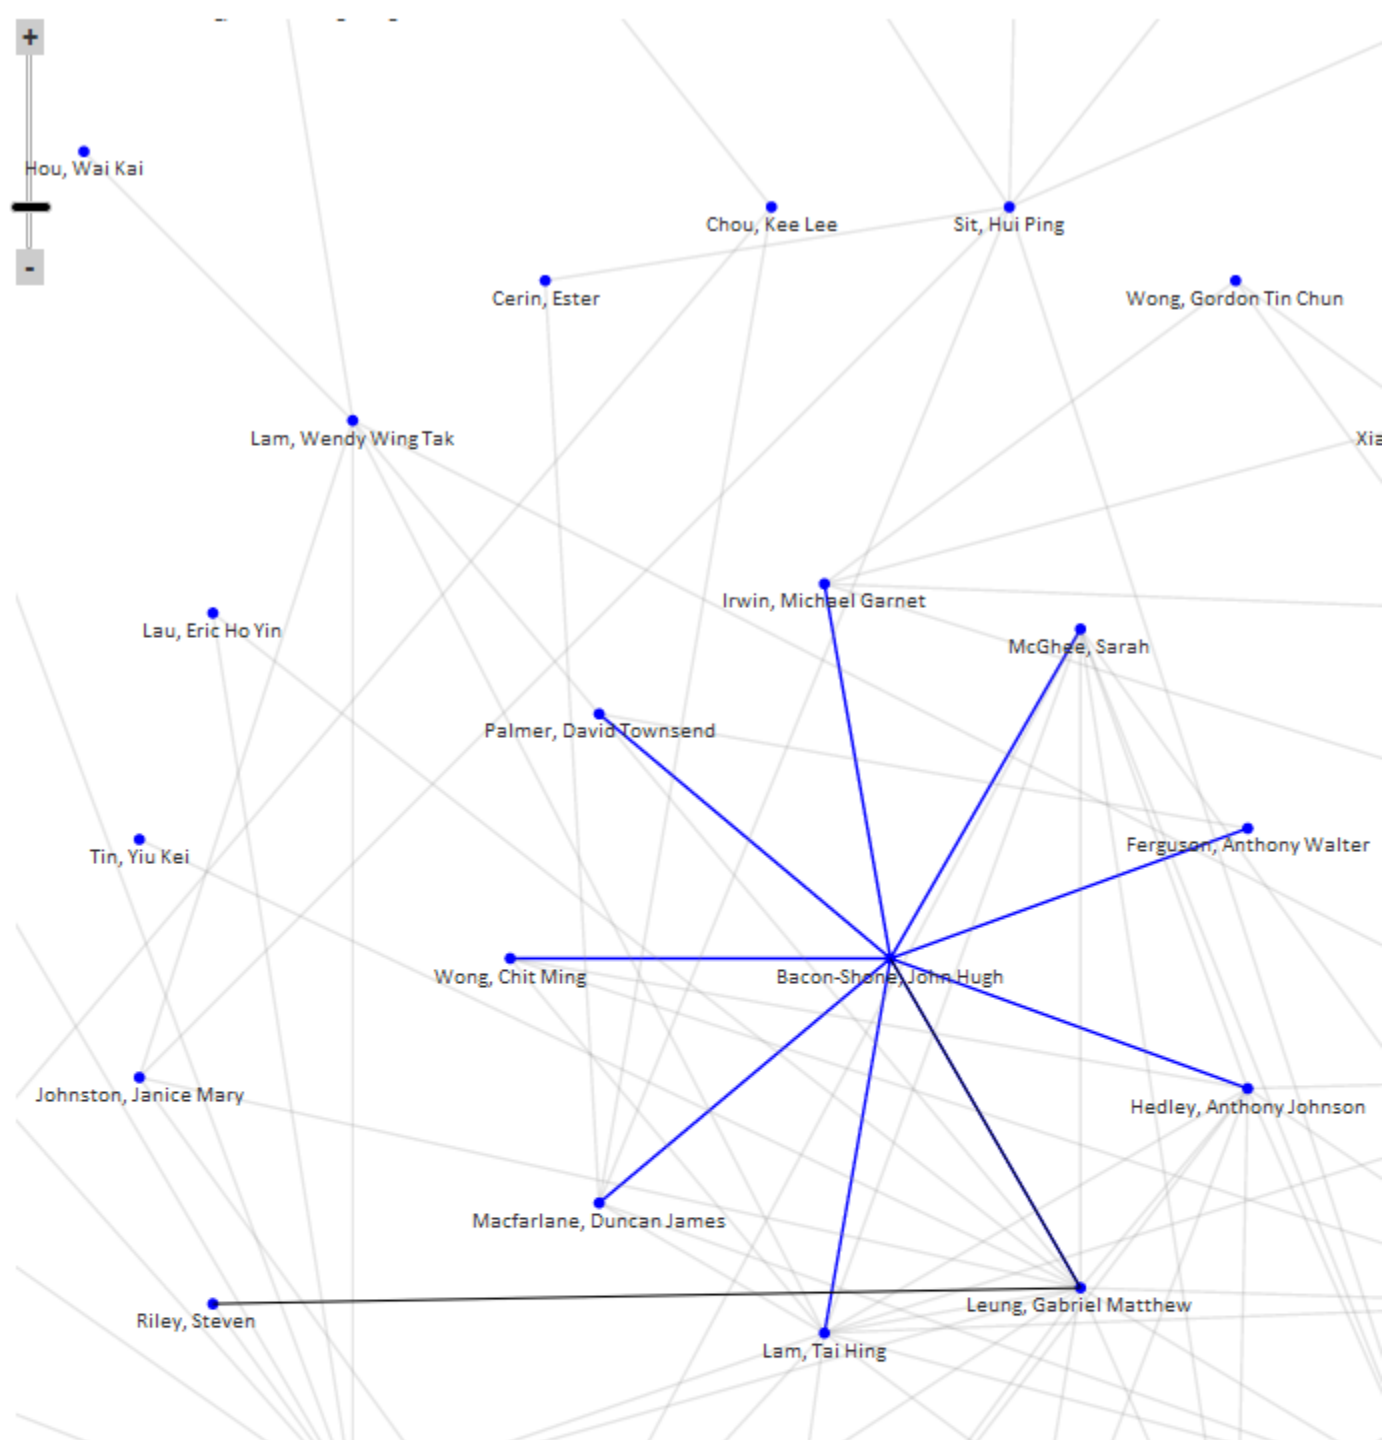 +
Hou, Wai Kai
Chou, Kee Lee
Sit, Hui Ping
-
Cerin, Ester
Wong, Gordon Tin Chun
Lam, Wendy Wing Tak
Xia
Irwin, Michael Garnet
Lau, Eric Ho Yin
McGhee, Sarah
Palmer, David Townsend
Ferguson, Anthony Walter
Tin, Yiu Kei
Wong, Chit Ming
Bacon-Shone, John Hugh
Johnston, Janice Mary
Hedley, Anthony Johnson
Macfarlane, Duncan James
Leung, Gabriel Matthew
Riley, Steven
Lam, Tai Hing